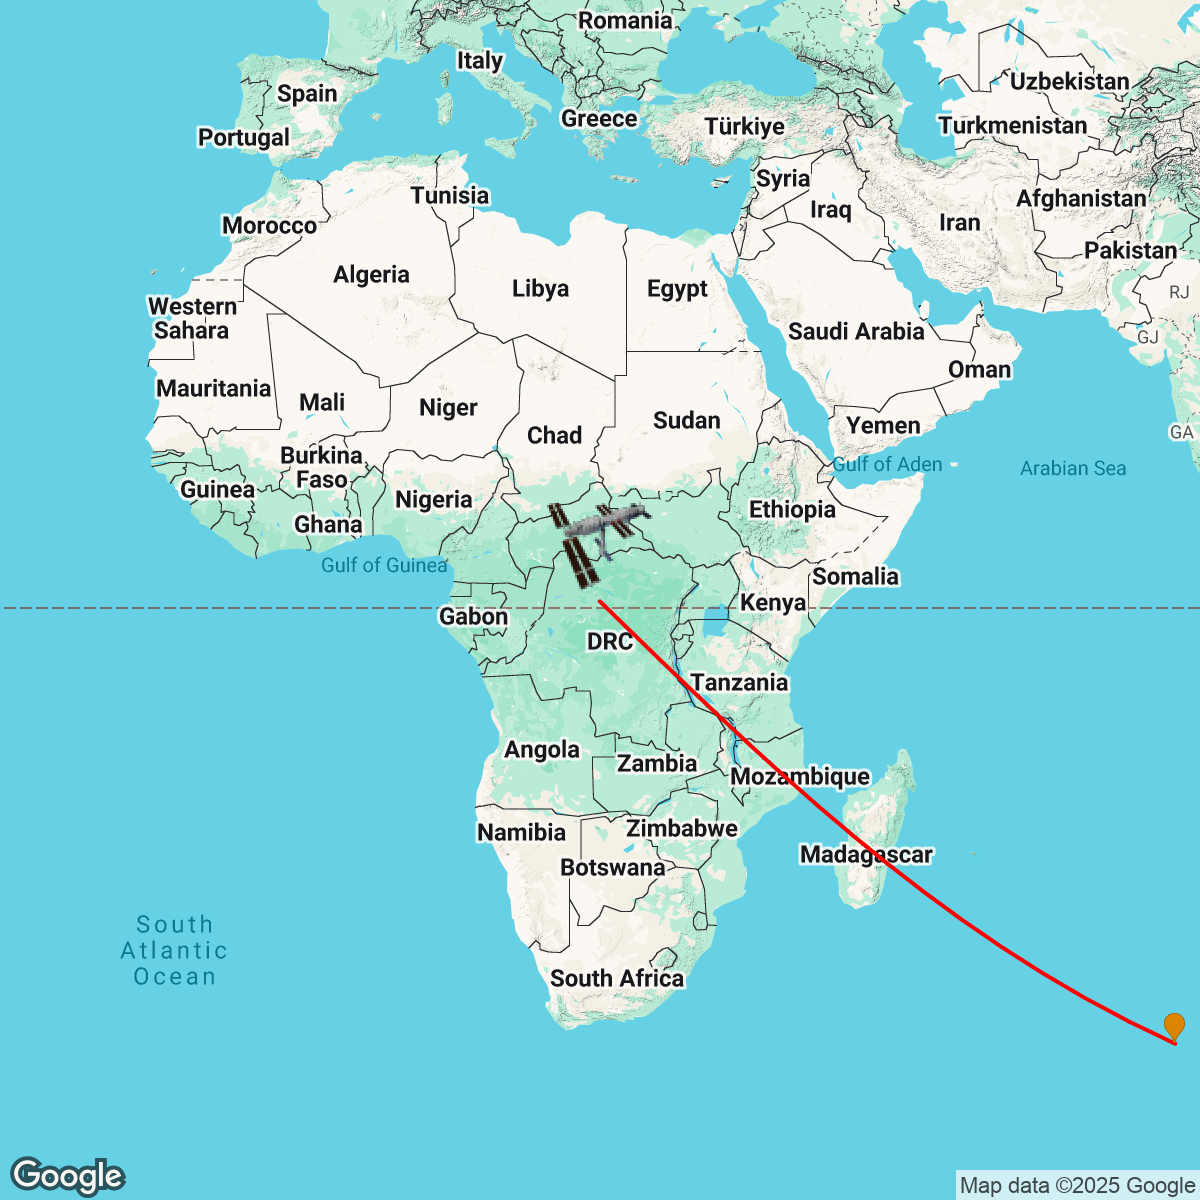 Romania
Italy
Uzbekistan
Spain
Greece
Türkiye
Turkmenistan
Portugal
Syria
Tunisia
Afghanistan
Iraq
Morocco
Iran
Pakistan
Algeria
Libya
Egypt
RJ
Western
Sahara
Saudi Arabia
GJ
Oman
Mauritania
Mali
Niger
Sudan
Yemen
Chad
GA
Burkina
Faso
Gulf of Aden
Arabian Sea
Guinea
Nigeria
Ethiopia
Ghana
Gulf of Guinea
Somalia
Kenya
Gabon
DRC
Tanzania
Angola
Zambia
Mozambique
Namibia
Zimbabwe
Madagascar
Botswana
South
Atlantic
Ocean
South Africa
Google
Map data ©2025 Google